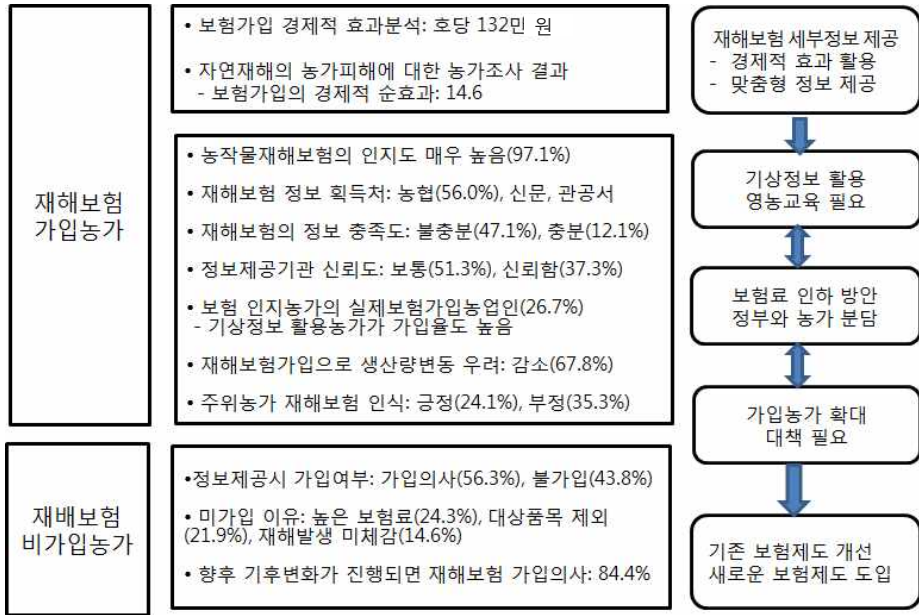 재해보험
가입농가
• 보험가입 경제적 효과분석: 호당 132만 원
• 자연재해의 농가피해에 대한 농가조사 결과
- 보험가입의 경제적 순효과: 14.6
• 농작물재해보험의 인지도 매우 높음(97.1%)
• 재해보험 정보 획득처: 농협(56.0%), 신문, 관공서
• 재해보험의 정보 충족도: 불충분(47.1%), 충분(12.1%)
• 정보제공기관 신뢰도: 보통(51.3%), 신뢰함(37.3%)
• 보험 인지농가의 실제보험가입농업인(26.7%)
- 기상정보 활용농가가 가입율도 높음
• 재해보험가입으로 생산량변동 우려: 감소(67.8%)
• 주위농가 재해보험 인식: 긍정(24.1%), 부정(35.3%)
재배보험
비가입농가
•정보제공시 가입여부: 가입의사(56.3%), 불가입(43.8%)
• 미가입 이유: 높은 보험료(24.3%), 대상품목 제외
(21.9%), 재해발생 미체감(14.6%)
• 향후 기후변화가 진행되면 재해보험 가입의사: 84.4%
재해보험 세부정보 제공
- 경제적 효과 활용
- 맞춤형 정보 제공
기상정보 활용
영농교육 필요
보험료 인하 방안
정부와 농가 분담
가입농가 확대
대책 필요
기존 보험제도 개선
새로운 보험제도 도입